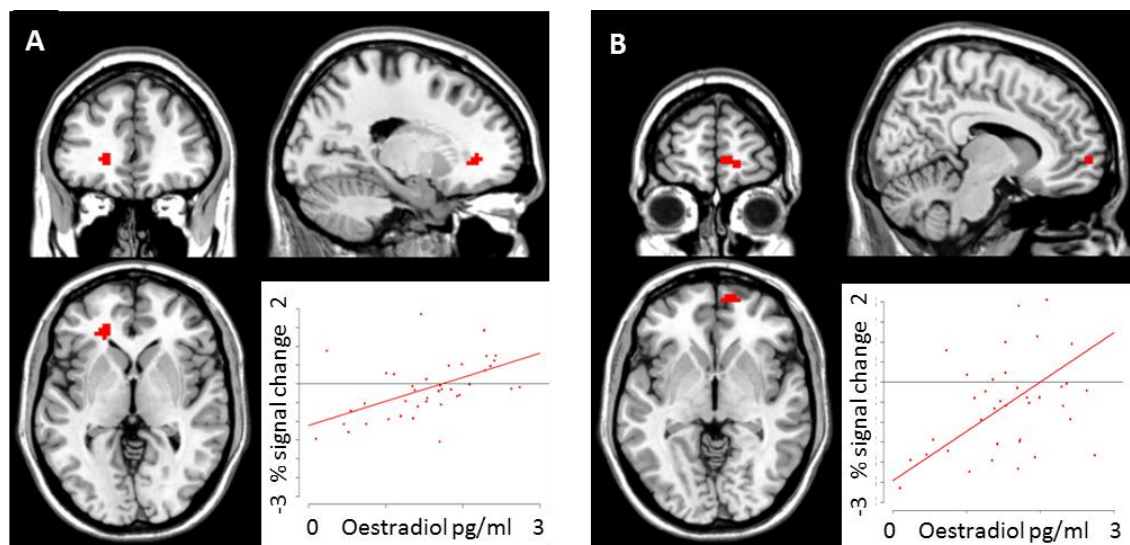 A
B
2
% signal change
-3
0
Oestradiol pg/ml
3
2
% signal change
-3
0
Oestradiol pg/ml
3